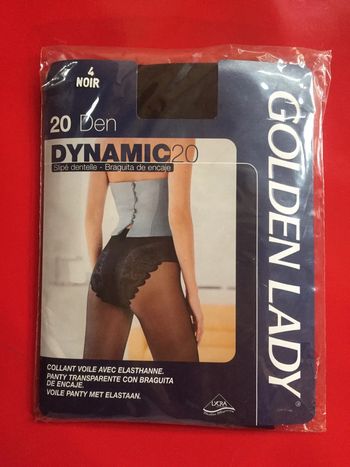 4
NOIR
20 Den
DYNAMIC20
Slipé dentelle - Braguita de encaje
GOLDEN LADY®
COLLANT VOILE AVEC ELASTHANNE.
PANTY TRANSPARENTE CON BRAGUITA
DE ENCAJE.
VOILE PANTY MET ELASTAAN.
LYCRA